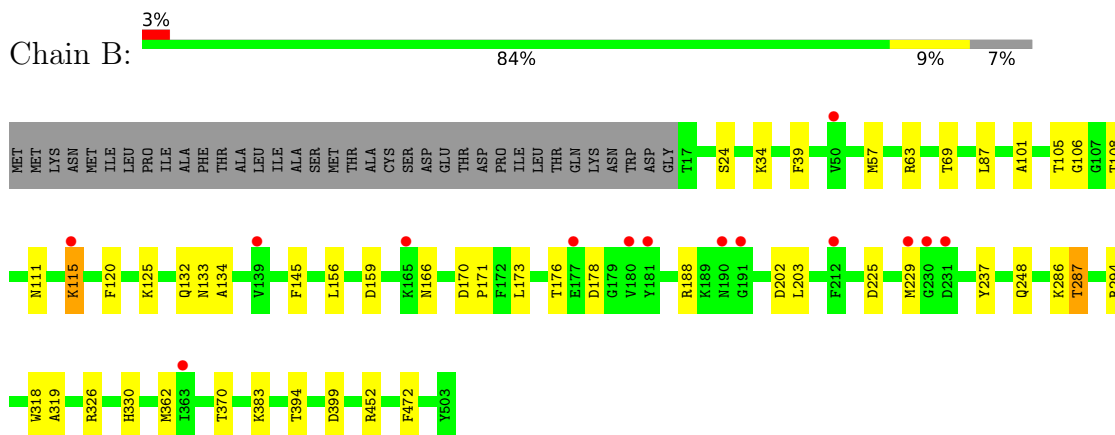 3%
Chain B:
84% 9% 7%
MET MET LYS ASN MET ILE LEU PRO ILE ALA PHE THR ALA LEU ILE ALA SER MET THR ALA CYS SER ASP GLU THR ASP PRO ILE LEU THR GLN LYS ASN TRP ASP GLY T17 S24 K34 F39 V50 M57 R63 T69 L87 A101 T105 G106 G107 T108
N111 K115 F120 K125 Q132 N133 A134 V139 F145 L156 D159 K165 N166 D170 P171 F172 L173 T176 E177 D178 G179 V180 Y181 R188 K189 N190 G191 D202 L203 F212 D225 M229 G230 D231 Y237 Q248 K286 T287
W318 A319 R326 H330 M362 I363 T370 K383 T394 D399 R452 F472 Y503